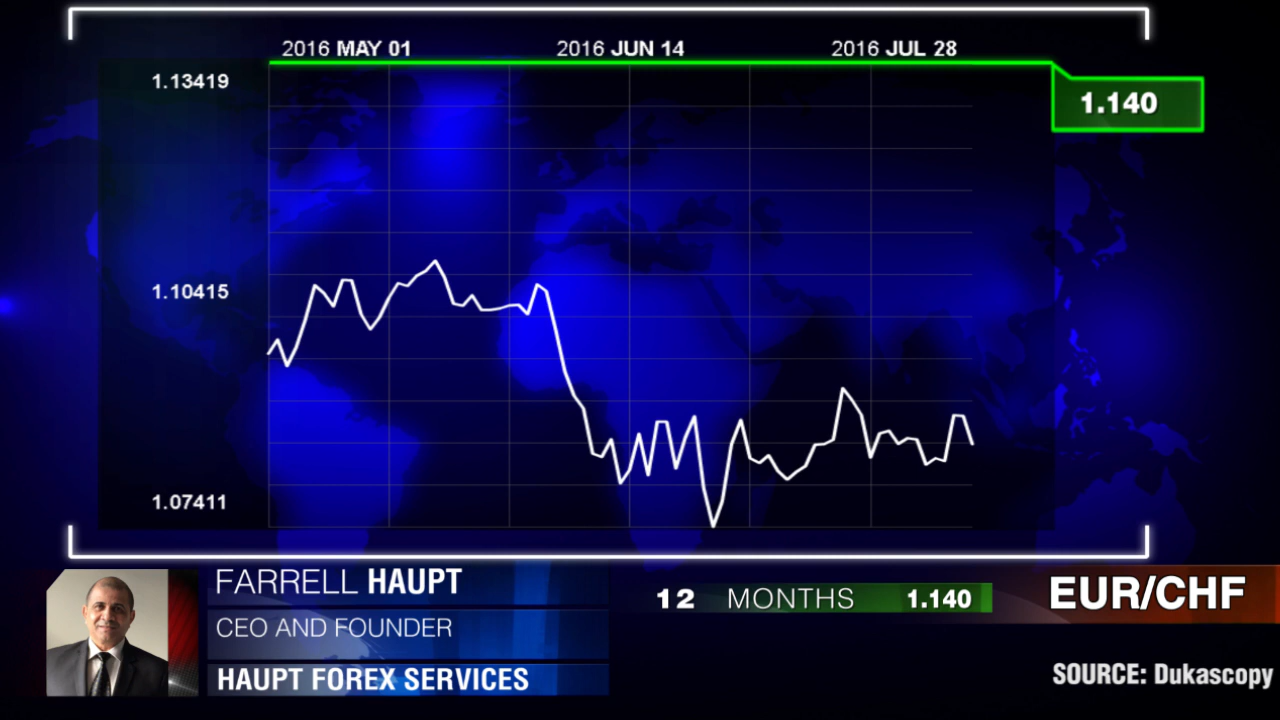 2016 MAY 01 2016 JUN 14 2016 JUL 28
1.13419
1.140
1.10415
1.07411
FARRELL HAUPT
CEO AND FOUNDER
HAUPT FOREX SERVICES
12 MONTHS 1.140
EUR/CHF
SOURCE: Dukascopy